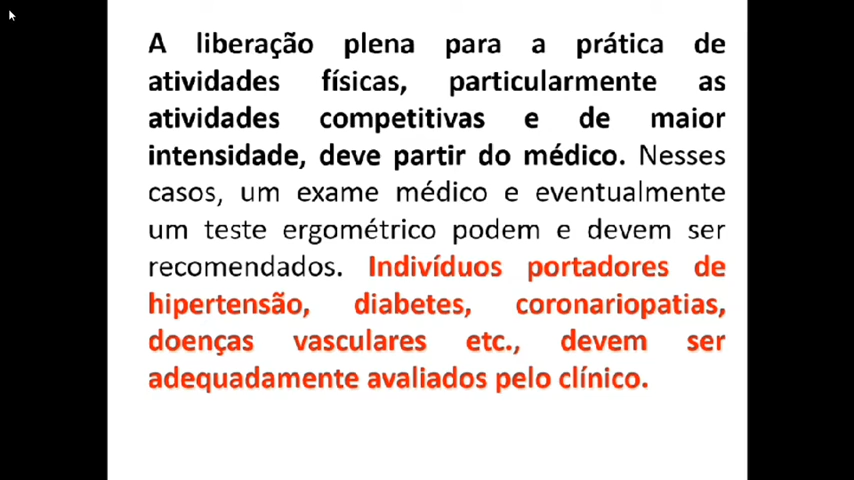 A liberação plena para a prática de
atividades físicas, particularmente as
atividades competitivas e de maior
intensidade, deve partir do médico. Nesses
casos, um exame médico e eventualmente
um teste ergométrico podem e devem ser
recomendados. Indivíduos portadores de
hipertensão, diabetes, coronariopatias,
doenças vasculares etc., devem ser
adequadamente avaliados pelo clínico.